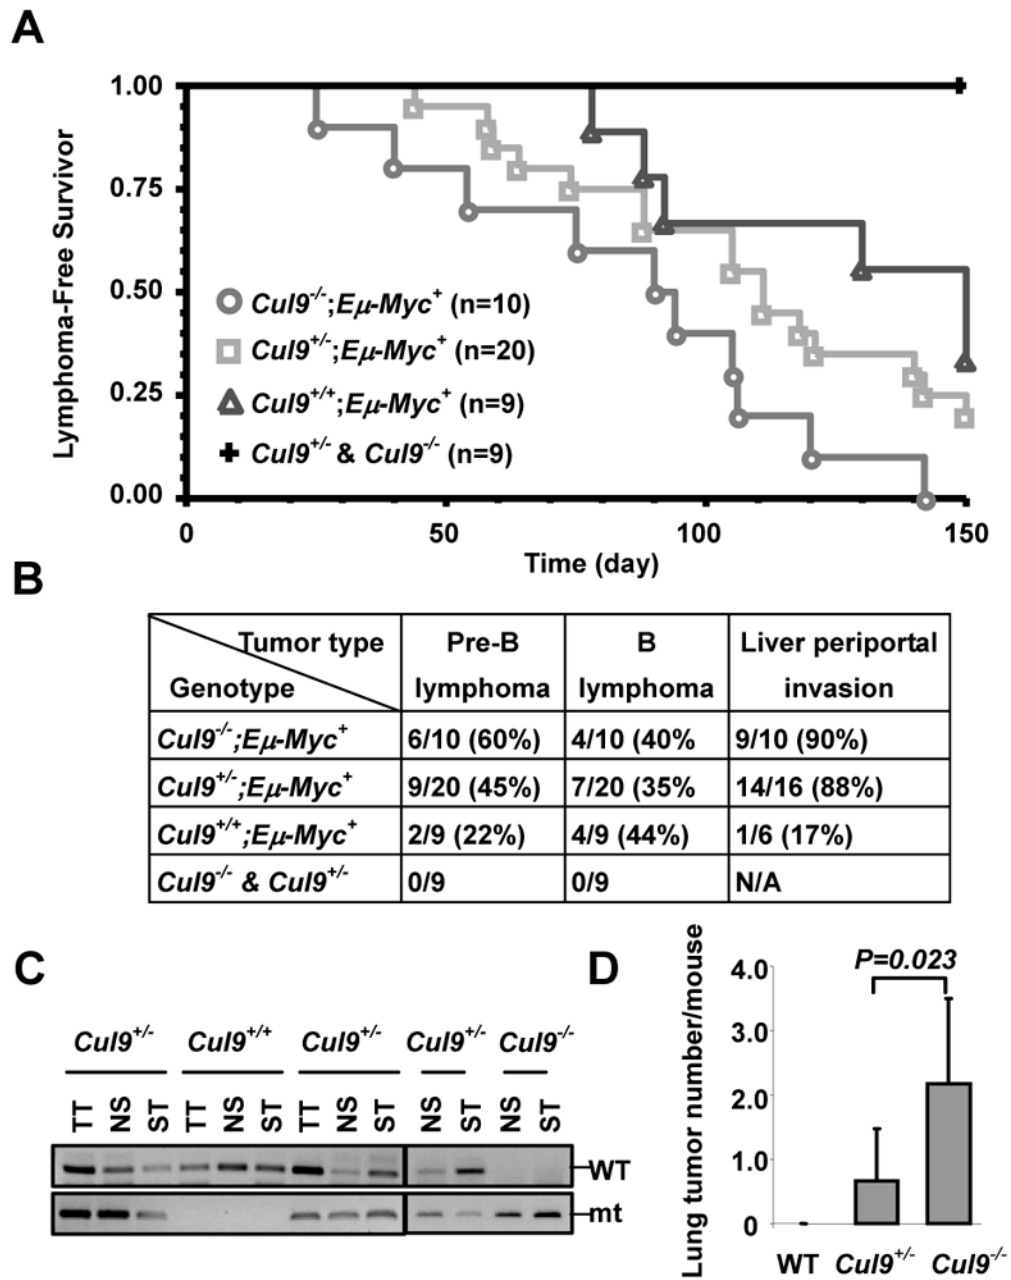 A
1.00
0.75
0.50
0.25
0.00
Lymphoma-Free Survivor
Cul9-/-;Eμ-Myc+ (n=10)
Cul9+/-;Eμ-Myc+ (n=20)
Cul9+/+;Eμ-Myc+ (n=9)
Cul9+/- & Cul9-/- (n=9)
0 50 100 150
Time (day)
B
Tumor type
Genotype
Pre-B
lymphoma
B
lymphoma
Liver periportal
invasion
Cul9-/-;Eμ-Myc+ 6/10 (60%) 4/10 (40% 9/10 (90%)
Cul9+/-;Eμ-Myc+ 9/20 (45%) 7/20 (35% 14/16 (88%)
Cul9+/+;Eμ-Myc+ 2/9 (22%) 4/9 (44%) 1/6 (17%)
Cul9-/- & Cul9+/- 0/9 0/9 N/A
C
Cul9+/- Cul9+/+ Cul9+/- Cul9+/- Cul9-/-
TT NS ST TT NS ST TT NS ST NS ST NS ST
WT
mt
D
Lung tumor number/mouse
P=0.023
4.0
3.0
2.0
1.0
0
WT Cul9+/- Cul9-/-